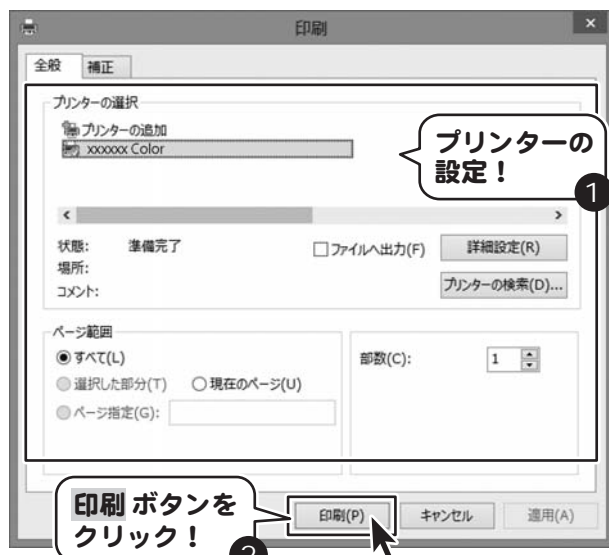 印刷
全般 補正
プリンターの選択
プリンターの追加
xxxxxx Color
プリンターの
設定！
1
状態: 準備完了 ファイルへ出力(F) 詳細設定(R)
場所:
コメント: プリンターの検索(D)...
ページ範囲
すべて(L) 部数(C): 1
選択した部分(T) 現在のページ(U)
ページ指定(G):
印刷 ボタンを
クリック！
2
印刷(P) キャンセル 適用(A)